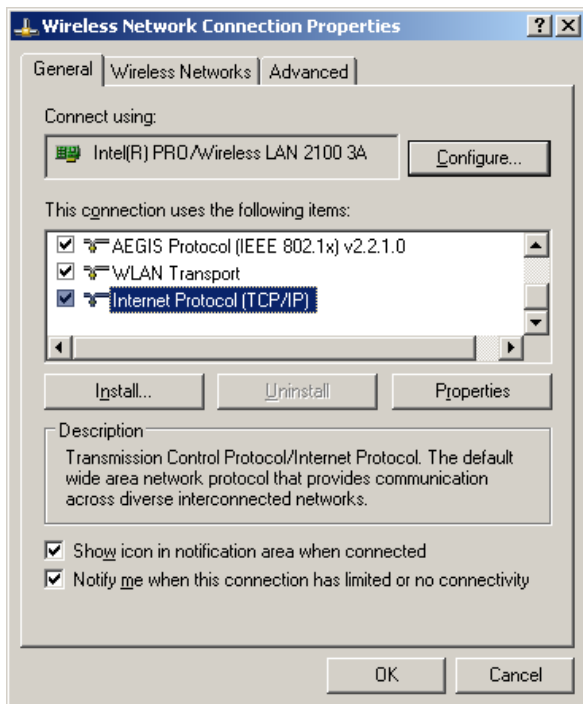 Wireless Network Connection Properties
General Wireless Networks Advanced
Connect using:
Intel(R) PRO/Wireless LAN 2100 3A Configure...
This connection uses the following items:
AEGIS Protocol (IEEE 802.1x) v2.2.1.0
WLAN Transport
Internet Protocol (TCP/IP)
Install... Uninstall Properties
Description
Transmission Control Protocol/Internet Protocol. The default
wide area network protocol that provides communication
across diverse interconnected networks.
Show icon in notification area when connected
Notify me when this connection has limited or no connectivity
OK Cancel